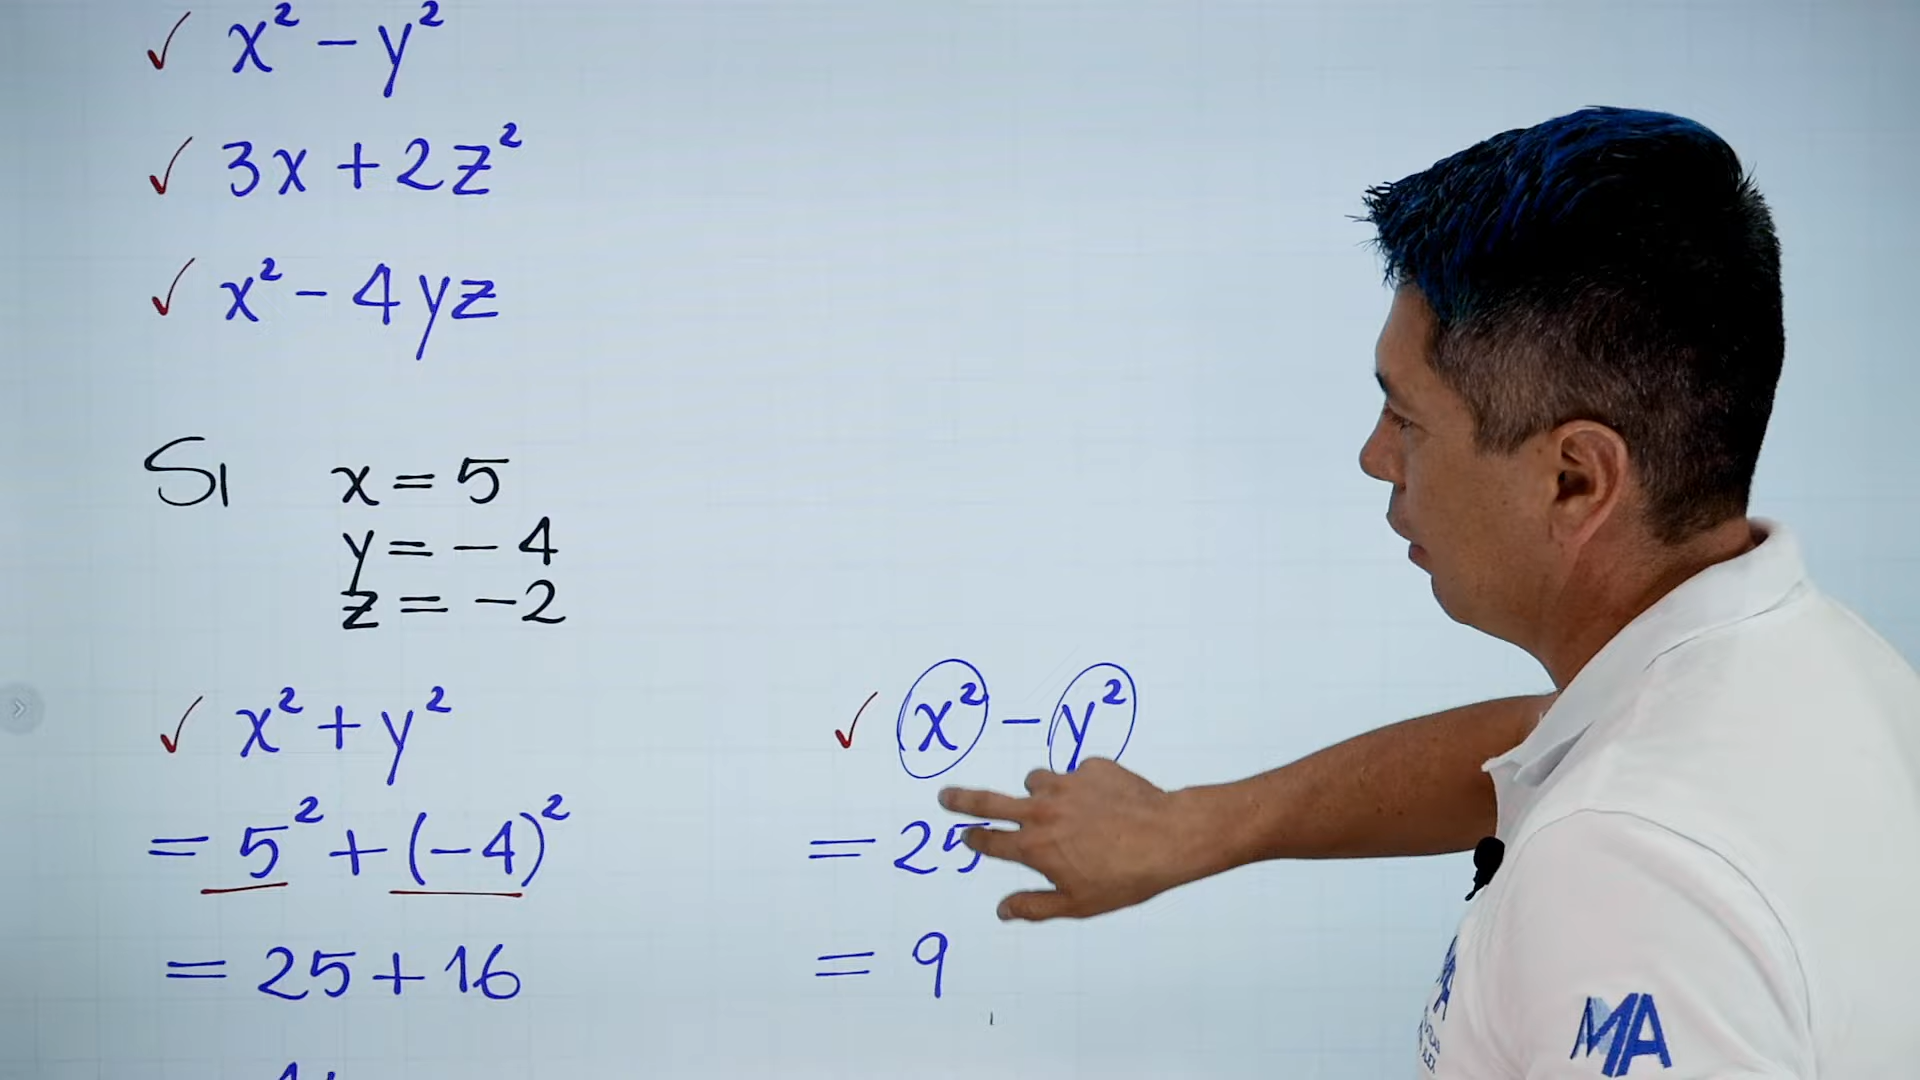 ✓ x² − y²
✓ 3x + 2z²
✓ x² − 4yz
Si x = 5
y = − 4
z = −2
✓ x² + y²
= 5² + (−4)²
= 25 + 16
✓ x² − y²
= 25
= 9
MA